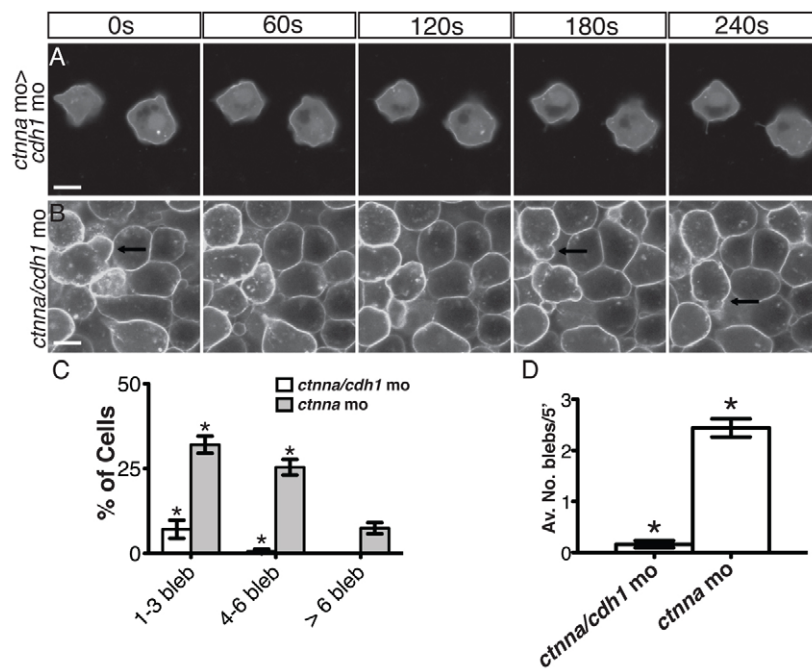 0s 60s 120s 180s 240s
A
ctnna mo>
cdh1 mo
B
ctnna/cdh1 mo
C
50
25
0
% of Cells
ctnna/cdh1 mo
ctnna mo
* * * *
1-3 bleb
4-6 bleb
> 6 bleb
D
3
2
1
0
Av. No. blebs/5'
* *
ctnna/cdh1 mo
ctnna mo